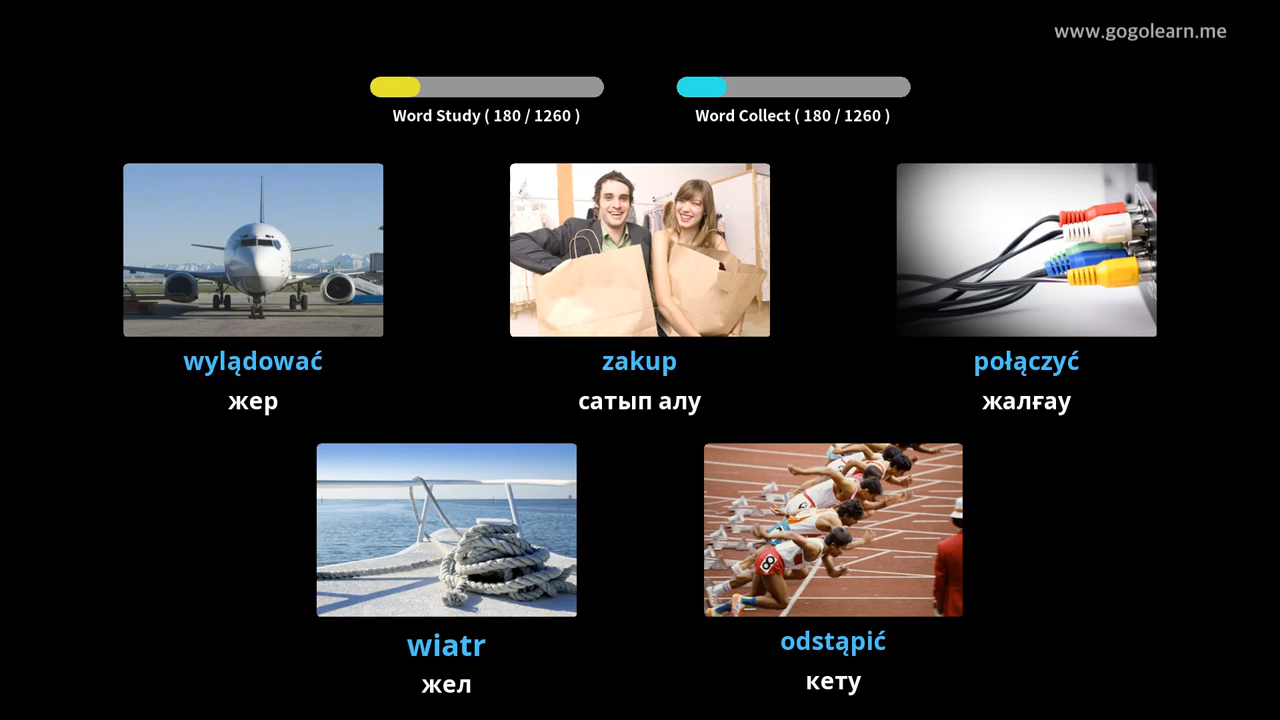 www.gogolearn.me
Word Study ( 180 / 1260 )
Word Collect ( 180 / 1260 )
wylądować
жер
zakup
сатып алу
połączyć
жалғау
wiatr
жел
odstąpić
кету